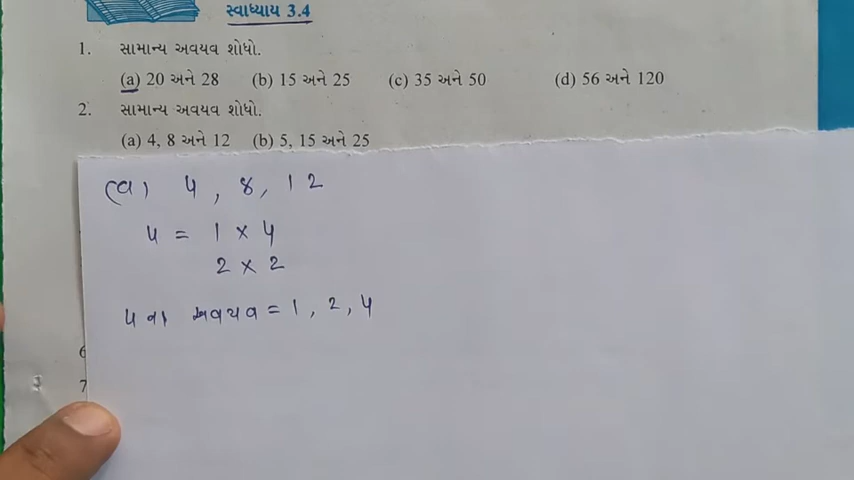 સ્વાધ્યાય 3.4
1. સામાન્ય અવયવ શોધો.
(a) 20 અને 28 (b) 15 અને 25 (c) 35 અને 50 (d) 56 અને 120
2. સામાન્ય અવયવ શોધો.
(a) 4, 8 અને 12 (b) 5, 15 અને 25
4, 8, 12
4 = 1 × 4
2 × 2
4 ના અવયવ = 1, 2, 4
6
7